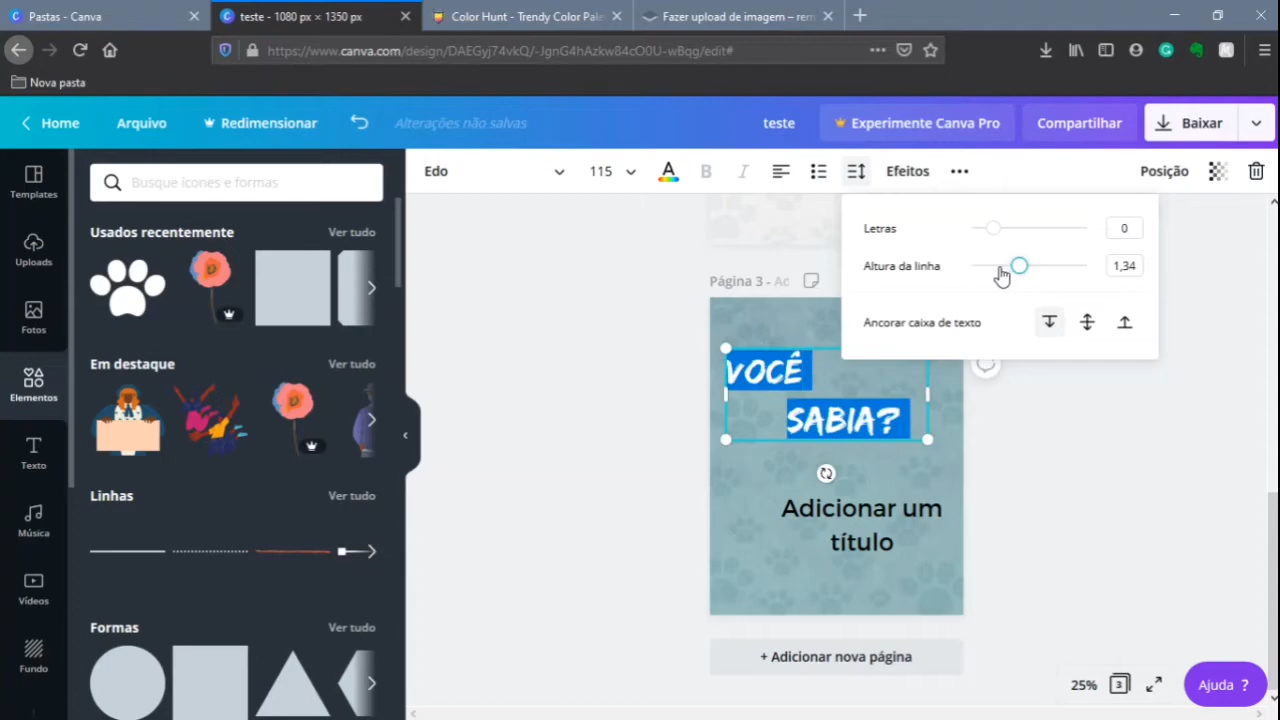 Pastas - Canva
teste - 1080 px × 1350 px
Color Hunt - Trendy Color Pale
Fazer upload de imagem – rem
https://www.canva.com/design/DAEGyj74vkQ/-JgnG4hAzkw84cO0U-wBqg/edit#
Nova pasta
Home
Arquivo
Redimensionar
Alterações não salvas
teste
Experimente Canva Pro
Compartilhar
Baixar
Templates
Uploads
Fotos
Elementos
Texto
Música
Vídeos
Fundo
Busque ícones e formas
Usados recentemente
Ver tudo
Em destaque
Ver tudo
Linhas
Ver tudo
Formas
Ver tudo
Edo
115
A
B
I
Efeitos
Posição
Letras
0
Altura da linha
1,34
Ancorar caixa de texto
Página 3 - Ad
VOCÊ
SABIA?
Adicionar um
título
+ Adicionar nova página
25%
3
Ajuda ?